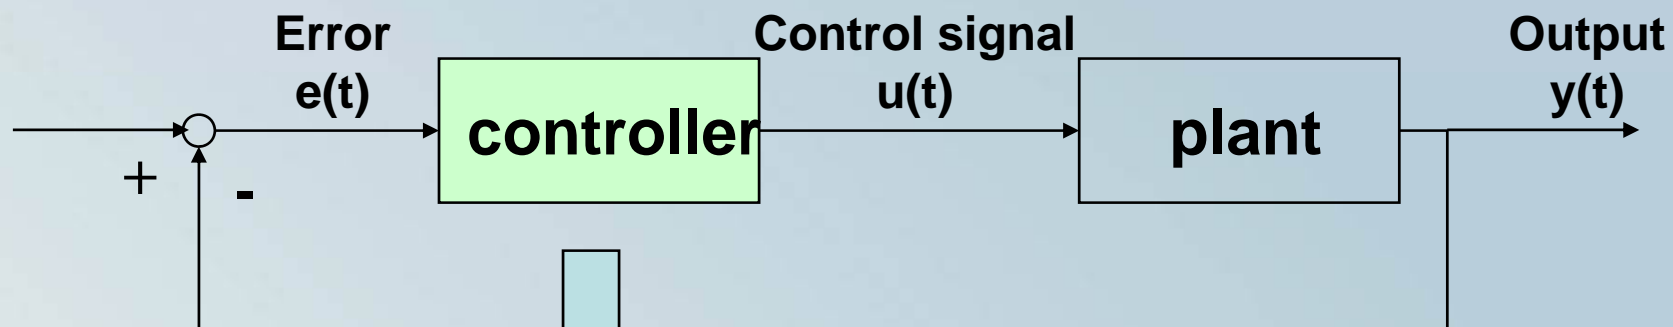 Error
e(t)
Control signal
u(t)
Output
y(t)
controller
plant
+
-